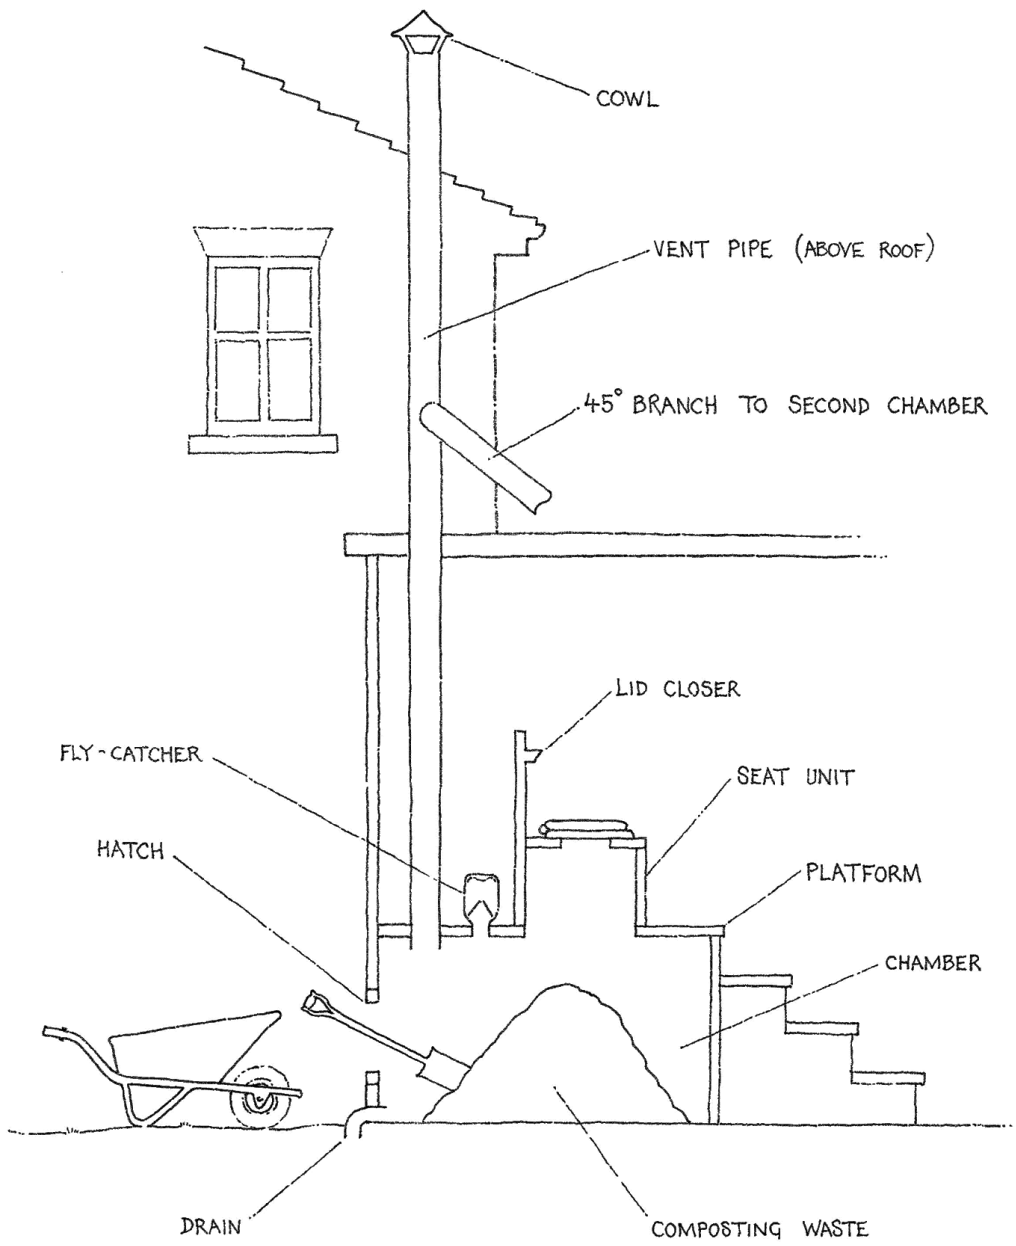 COWL
VENT PIPE (ABOVE ROOF)
45° BRANCH TO SECOND CHAMBER
LID CLOSER
FLY-CATCHER
SEAT UNIT
HATCH
PLATFORM
CHAMBER
DRAIN
COMPOSTING WASTE